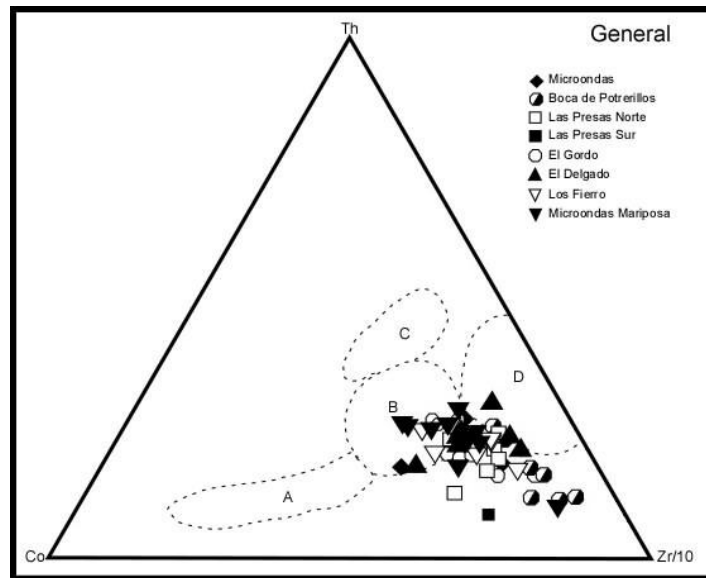 Th
General
Microondas
Boca de Potrerillos
Las Presas Norte
Las Presas Sur
El Gordo
El Delgado
Los Fierro
Microondas Mariposa
C
D
B
A
Co
Zr/10